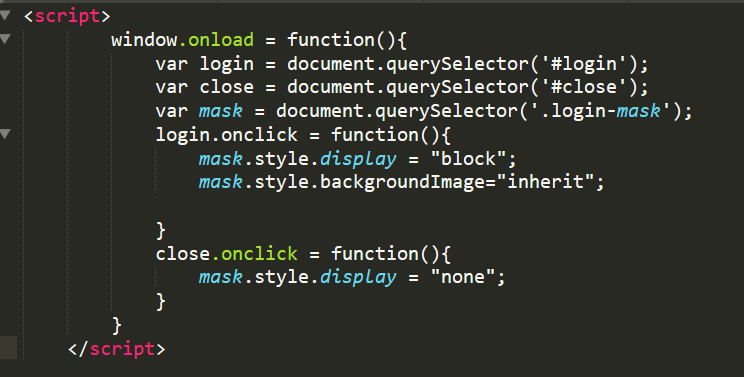 <script>
window.onload = function(){
var login = document.querySelector('#login');
var close = document.querySelector('#close');
var mask = document.querySelector('.login-mask');
login.onclick = function(){
mask.style.display = "block";
mask.style.backgroundImage="inherit";
}
close.onclick = function(){
mask.style.display = "none";
}
}
</script>